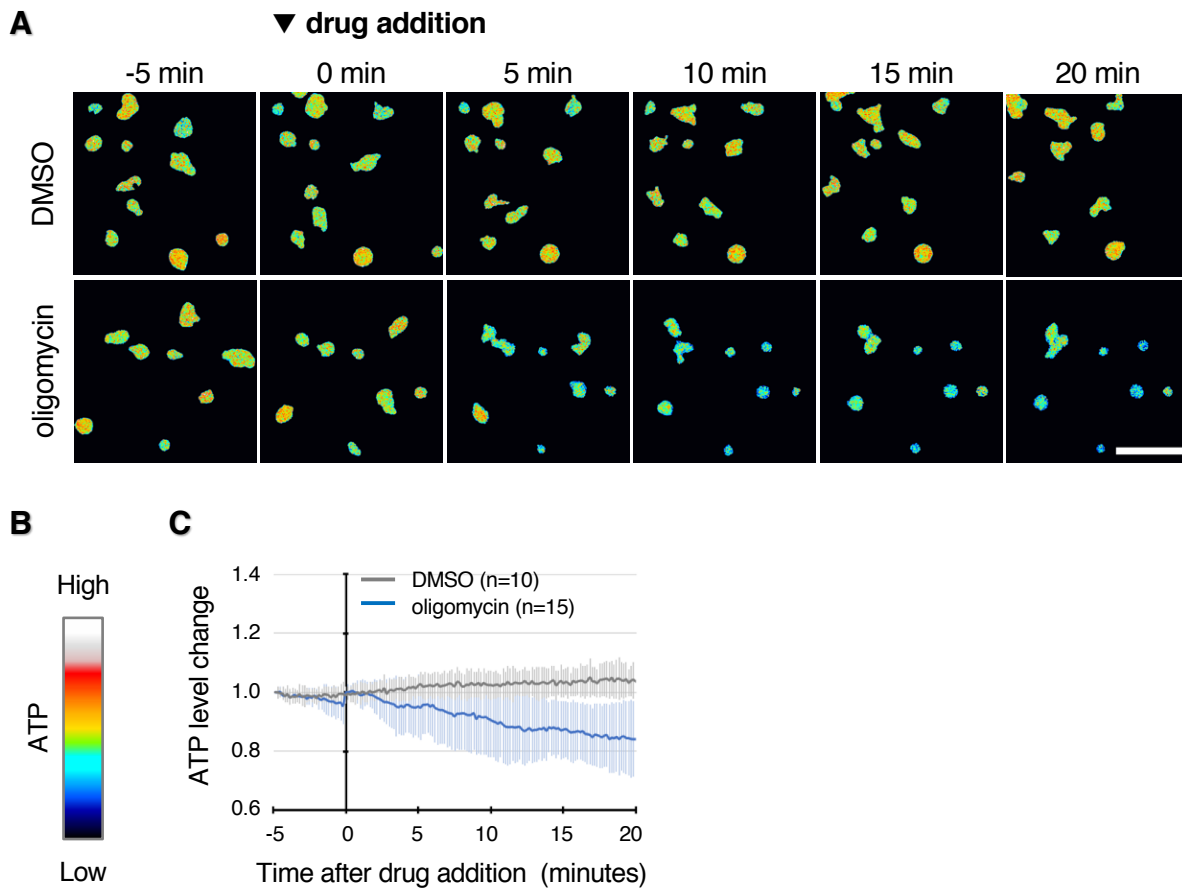 A
▼ drug addition
-5 min 0 min 5 min 10 min 15 min 20 min
DMSO
oligomycin
B
High
ATP
Low
C
DMSO (n=10)
oligomycin (n=15)
ATP level change
1.4
1.2
1.0
0.8
0.6
-5 0 5 10 15 20
Time after drug addition (minutes)